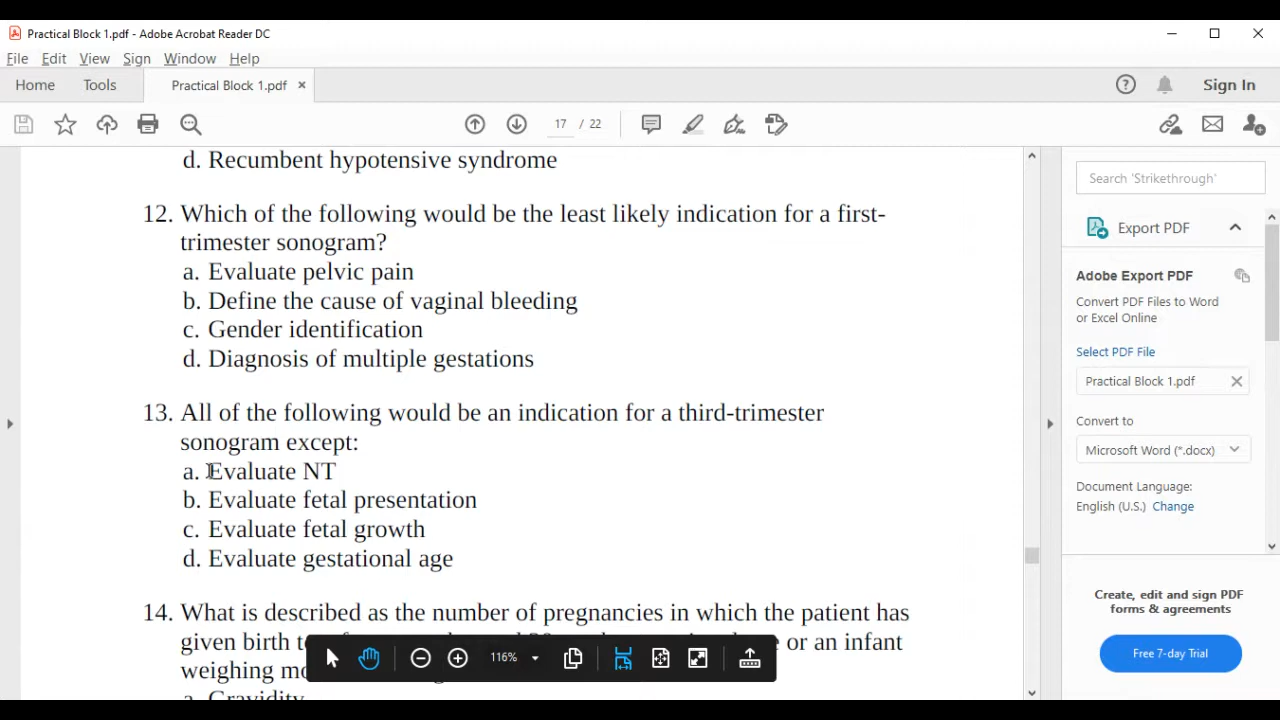 Practical Block 1.pdf - Adobe Acrobat Reader DC
File Edit View Sign Window Help
Home Tools Practical Block 1.pdf × Sign In
17 / 22
d. Recumbent hypotensive syndrome
12. Which of the following would be the least likely indication for a first-
trimester sonogram?
a. Evaluate pelvic pain
b. Define the cause of vaginal bleeding
c. Gender identification
d. Diagnosis of multiple gestations
13. All of the following would be an indication for a third-trimester
sonogram except:
a. Evaluate NT
b. Evaluate fetal presentation
c. Evaluate fetal growth
d. Evaluate gestational age
14. What is described as the number of pregnancies in which the patient has
given birth or an infant
weighing
a. Gravidity
116%
Search 'Strikethrough'
Export PDF
Adobe Export PDF
Convert PDF Files to Word
or Excel Online
Select PDF File
Practical Block 1.pdf
Convert to
Microsoft Word (*.docx)
Document Language:
English (U.S.) Change
Create, edit and sign PDF
forms & agreements
Free 7-day Trial